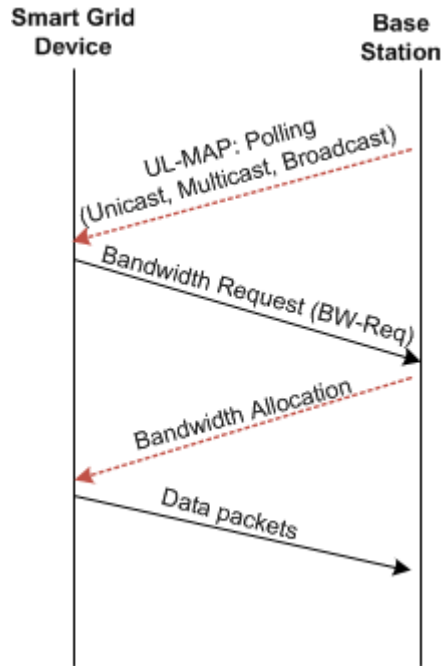 Smart Grid
Device
Base
Station
UL-MAP: Polling
(Unicast, Multicast, Broadcast)
Bandwidth Request (BW-Req)
Bandwidth Allocation
Data packets